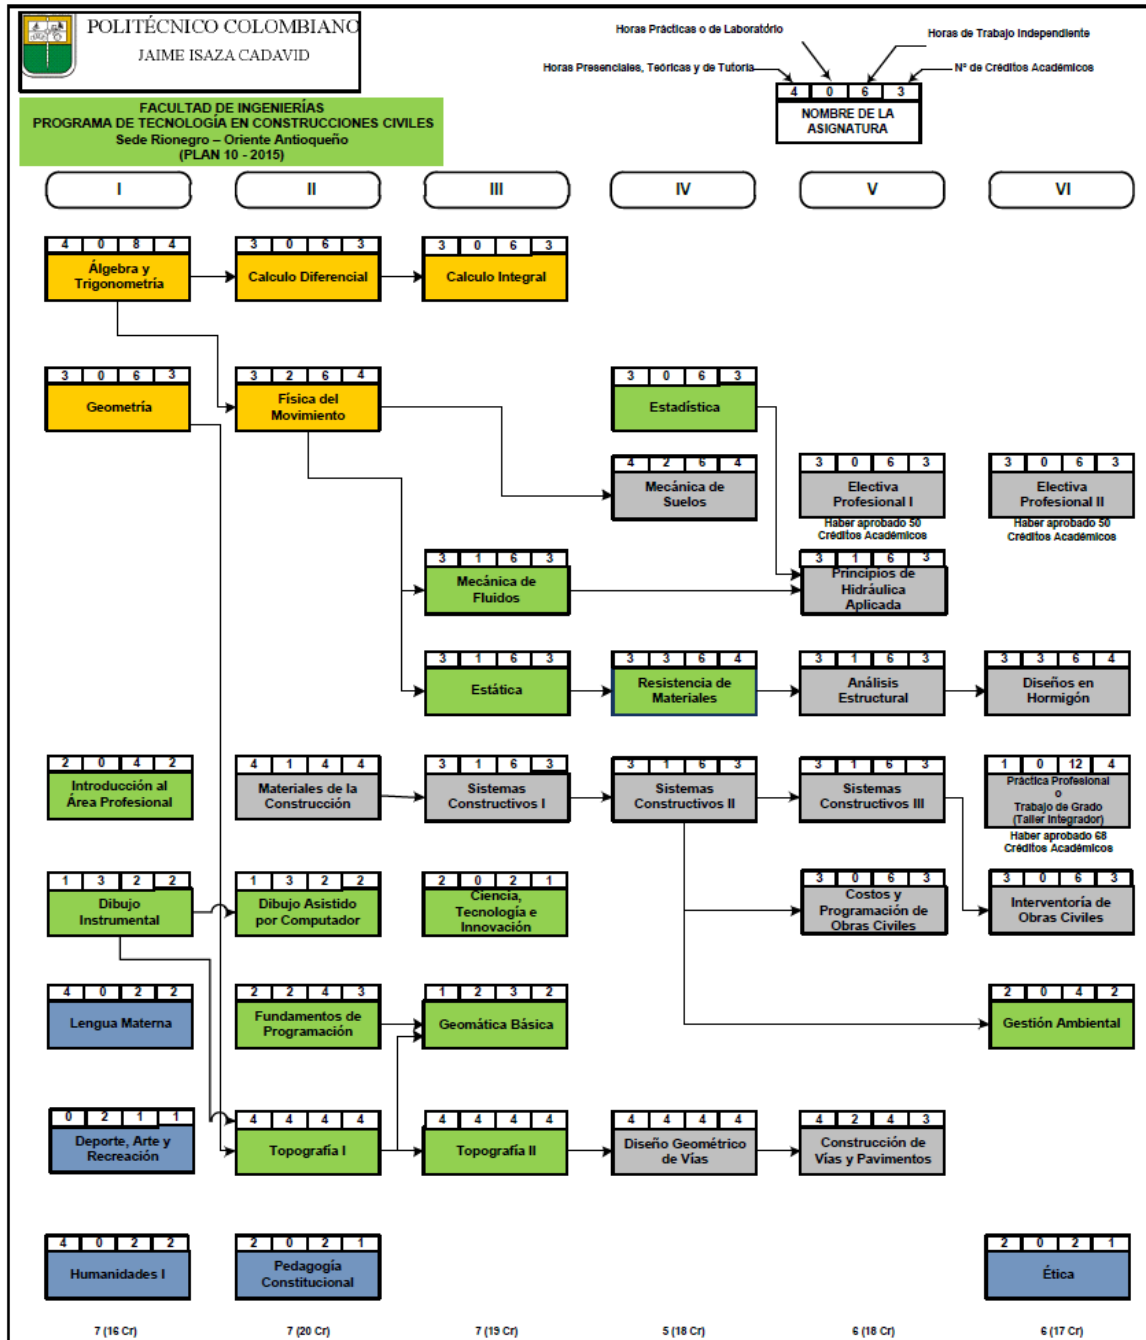 POLITÉCNICO COLOMBIANO
JAIME ISAZA CADAVID
Horas Prácticas o de Laboratório
Horas de Trabajo Independiente
Horas Presenciales, Teóricas y de Tutoria
N° de Créditos Académicos
4 0 6 3
NOMBRE DE LA
ASIGNATURA
FACULTAD DE INGENIERÍAS
PROGRAMA DE TECNOLOGÍA EN CONSTRUCCIONES CIVILES
Sede Rionegro – Oriente Antioqueño
(PLAN 10 - 2015)
I II III IV V VI
4 0 8 4
Álgebra y
Trigonometría
3 0 6 3
Calculo Diferencial
3 0 6 3
Calculo Integral
3 0 6 3
Geometría
3 2 6 4
Física del
Movimiento
3 0 6 3
Estadística
4 2 6 4
Mecánica de
Suelos
3 0 6 3
Electiva
Profesional I
Haber aprobado 50
Créditos Académicos
3 0 6 3
Electiva
Profesional II
Haber aprobado 50
Créditos Académicos
3 1 6 3
Mecánica de
Fluidos
3 1 6 3
Principios de
Hidráulica
Aplicada
3 1 6 3
Estática
3 3 6 4
Resistencia de
Materiales
3 1 6 3
Análisis
Estructural
3 3 6 4
Diseños en
Hormigón
2 0 4 2
Introducción al
Área Profesional
4 1 4 4
Materiales de la
Construcción
3 1 6 3
Sistemas
Constructivos I
3 1 6 3
Sistemas
Constructivos II
3 1 6 3
Sistemas
Constructivos III
1 0 12 4
Práctica Profesional
o
Trabajo de Grado
(Taller Integrador)
Haber aprobado 68
Créditos Académicos
1 3 2 2
Dibujo
Instrumental
1 3 2 2
Dibujo Asistido
por Computador
2 0 2 1
Ciencia,
Tecnología e
Innovación
3 0 6 3
Costos y
Programación de
Obras Civiles
3 0 6 3
Interventoría de
Obras Civiles
4 0 2 2
Lengua Materna
2 2 4 3
Fundamentos de
Programación
1 2 3 2
Geomática Básica
2 0 4 2
Gestión Ambiental
0 2 1 1
Deporte, Arte y
Recreación
4 4 4 4
Topografía I
4 4 4 4
Topografía II
4 4 4 4
Diseño Geométrico
de Vías
4 2 4 3
Construcción de
Vías y Pavimentos
4 0 2 2
Humanidades I
2 0 2 1
Pedagogía
Constitucional
2 0 2 1
Ética
7 (16 Cr) 7 (20 Cr) 7 (19 Cr) 5 (18 Cr) 6 (18 Cr) 6 (17 Cr)